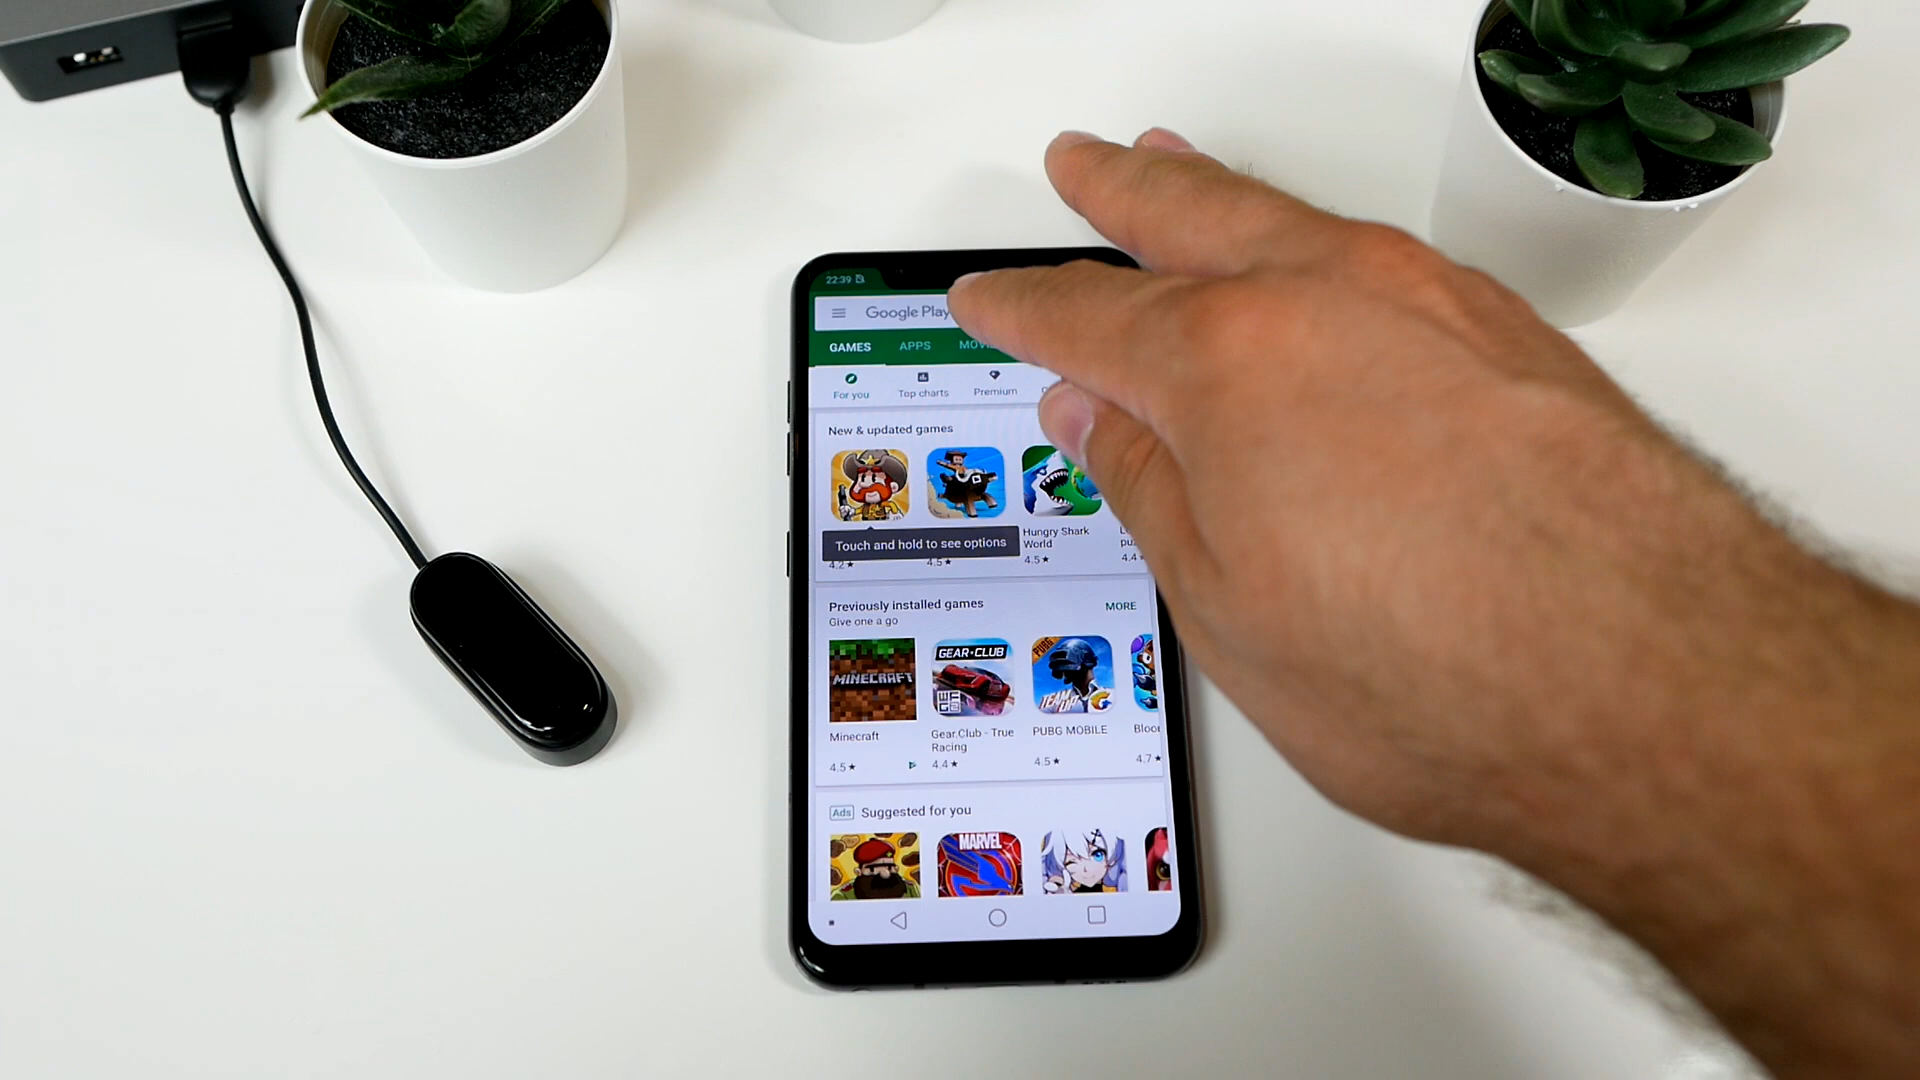 22:39
Google Play
GAMES APPS
For you Top charts Premium
New & updated games
Hungry Shark
World
Touch and hold to see options
4.2★ 4.5★ 4.5★ 4.4★
Previously installed games MORE
Give one a go
MINECRAFT GEAR·CLUB PUBG
TEAM UP
Minecraft Gear.Club - True PUBG MOBILE
Racing
4.5★ 4.4★ 4.5★ 4.7★
Ads Suggested for you
MARVEL